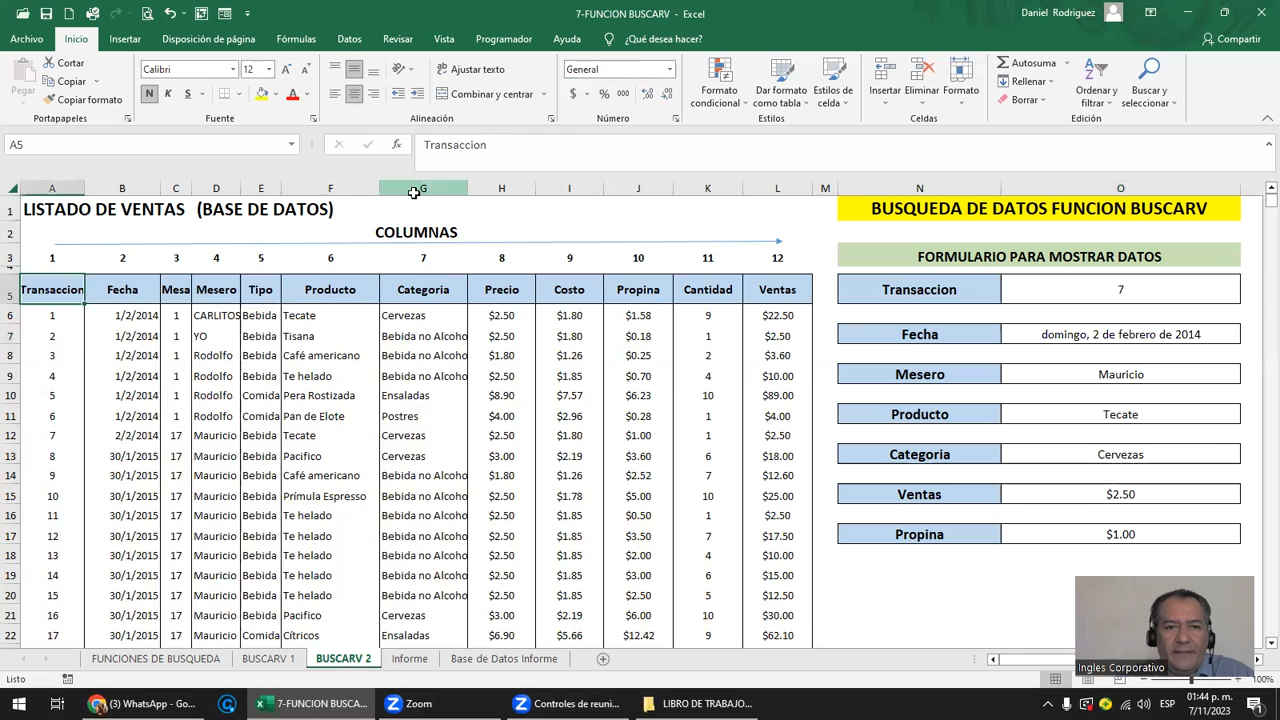 7-FUNCION BUSCARV - Excel
Daniel Rodriguez
Archivo Inicio Insertar Disposición de página Fórmulas Datos Revisar Vista Programador Ayuda ¿Qué desea hacer? Compartir
Pegar
Cortar
Copiar
Copiar formato
Portapapeles
Calibri 12
N K S
Fuente
Ajustar texto
Combinar y centrar
Alineación
General
$ % 000
Número
Formato condicional
Dar formato como tabla
Estilos de celda
Estilos
Insertar Eliminar Formato
Celdas
Autosuma
Rellenar
Borrar
Ordenar y filtrar
Buscar y seleccionar
Edición
A5 fx Transaccion
A B C D E F G H I J K L M N O
1 LISTADO DE VENTAS (BASE DE DATOS) BUSQUEDA DE DATOS FUNCION BUSCARV
2 COLUMNAS
3 1 2 3 4 5 6 7 8 9 10 11 12 FORMULARIO PARA MOSTRAR DATOS
4
5 Transaccion Fecha Mesa Mesero Tipo Producto Categoria Precio Costo Propina Cantidad Ventas Transaccion 7
6 1 1/2/2014 1 CARLITOS Bebida Tecate Cervezas $2.50 $1.80 $1.58 9 $22.50
7 2 1/2/2014 1 YO Bebida Tisana Bebida no Alcoho $2.50 $1.85 $0.18 1 $2.50 Fecha domingo, 2 de febrero de 2014
8 3 1/2/2014 1 Rodolfo Bebida Café americano Bebida no Alcoho $1.80 $1.26 $0.25 2 $3.60
9 4 1/2/2014 1 Rodolfo Bebida Te helado Bebida no Alcoho $2.50 $1.85 $0.70 4 $10.00 Mesero Mauricio
10 5 1/2/2014 1 Rodolfo Comida Pera Rostizada Ensaladas $8.90 $7.57 $6.23 10 $89.00
11 6 1/2/2014 1 Rodolfo Comida Pan de Elote Postres $4.00 $2.96 $0.28 1 $4.00 Producto Tecate
12 7 2/2/2014 17 Mauricio Bebida Tecate Cervezas $2.50 $1.80 $1.00 1 $2.50
13 8 30/1/2015 17 Mauricio Bebida Pacifico Cervezas $3.00 $2.19 $3.60 6 $18.00 Categoria Cervezas
14 9 30/1/2015 17 Mauricio Bebida Café americano Bebida no Alcoho $1.80 $1.26 $2.52 7 $12.60
15 10 30/1/2015 17 Mauricio Bebida Prímula Espresso Bebida no Alcoho $2.50 $1.78 $5.00 10 $25.00 Ventas $2.50
16 11 30/1/2015 17 Mauricio Bebida Te helado Bebida no Alcoho $2.50 $1.85 $0.50 1 $2.50
17 12 30/1/2015 17 Mauricio Bebida Te helado Bebida no Alcoho $2.50 $1.85 $3.50 7 $17.50 Propina $1.00
18 13 30/1/2015 17 Mauricio Bebida Te helado Bebida no Alcoho $2.50 $1.85 $2.00 4 $10.00
19 14 30/1/2015 17 Mauricio Bebida Te helado Bebida no Alcoho $2.50 $1.85 $3.00 6 $15.00
20 15 30/1/2015 17 Mauricio Bebida Te helado Bebida no Alcoho $2.50 $1.85 $2.50 5 $12.50
21 16 30/1/2015 17 Mauricio Bebida Pacifico Cervezas $3.00 $2.19 $6.00 10 $30.00
22 17 30/1/2015 17 Mauricio Comida Cítricos Ensaladas $6.90 $5.66 $12.42 9 $62.10
Ingles Corporativo
FUNCIONES DE BUSQUEDA BUSCARV 1 BUSCARV 2 Informe Base de Datos Informe
Listo 100%
(3) WhatsApp - Go... 7-FUNCION BUSCA... Zoom Controles de reuni... LIBRO DE TRABAJO... ESP 01:44 p. m.
7/11/2023